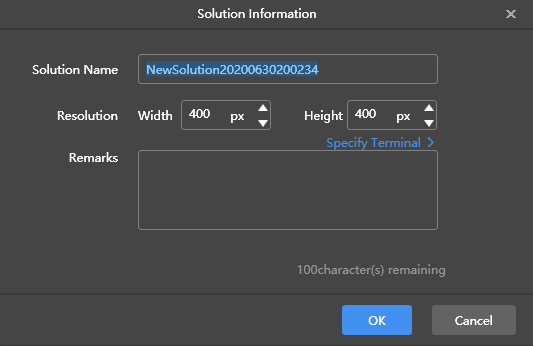 Solution Information
Solution Name NewSolution20200630200234
Resolution Width 400 px Height 400 px
Specify Terminal >
Remarks
100character(s) remaining
OK Cancel